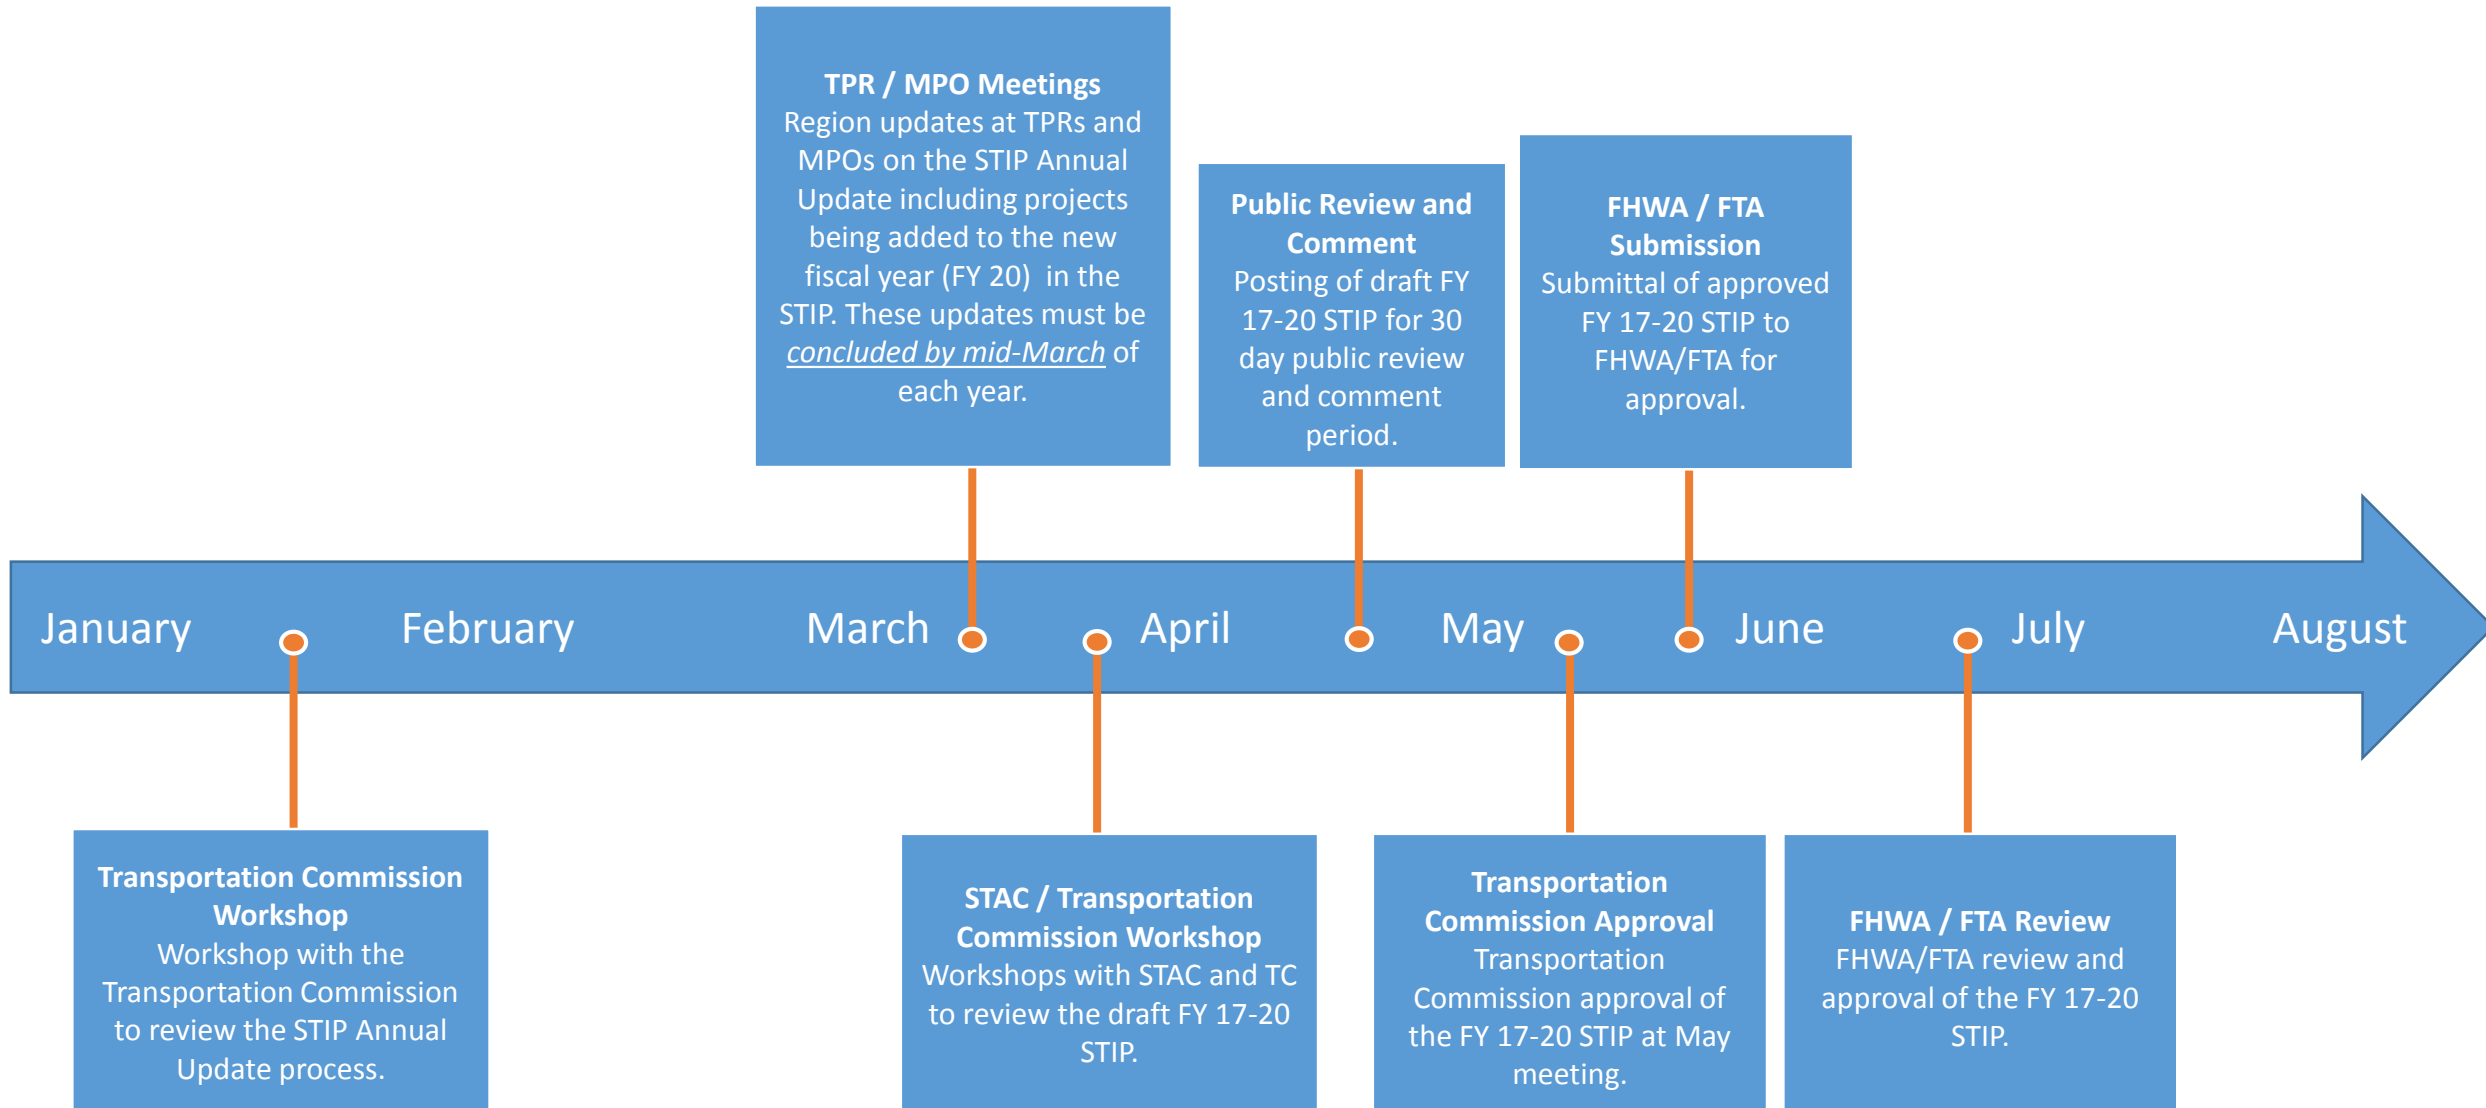 TPR / MPO Meetings
Region updates at TPRs and
MPOs on the STIP Annual
Update including projects
being added to the new
fiscal year (FY 20)  in the
STIP. These updates must be
concluded by mid-March of
each year.
Public Review and
Comment
Posting of draft FY
17-20 STIP for 30
day public review
and comment
period.
FHWA / FTA
Submission
Submittal of approved
FY 17-20 STIP to
FHWA/FTA for
approval.
January
February
March
April
May
June
July
August
Transportation Commission
Workshop
Workshop with the
Transportation Commission
to review the STIP Annual
Update process.
STAC / Transportation
Commission Workshop
Workshops with STAC and TC
to review the draft FY 17-20
STIP.
Transportation
Commission Approval
Transportation
Commission approval of
the FY 17-20 STIP at May
meeting.
FHWA / FTA Review
FHWA/FTA review and
approval of the FY 17-20
STIP.